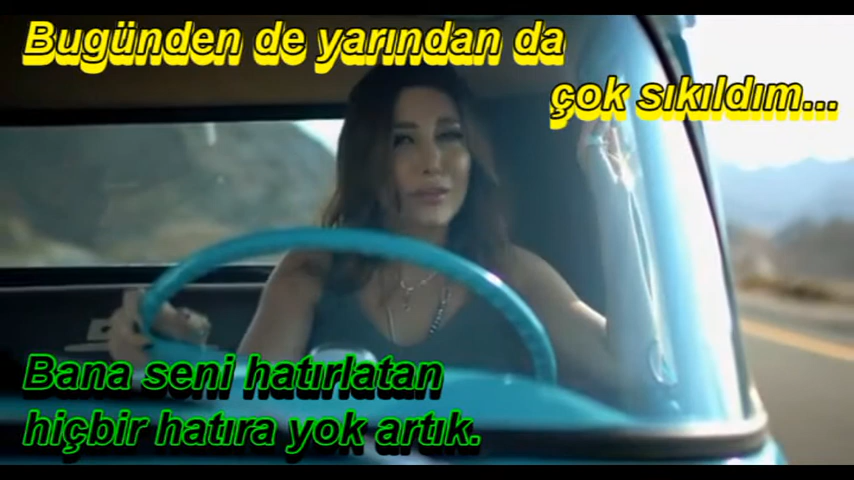 Bugünden de yarından da
çok sıkıldım...
Bana seni hatırlatan
hiçbir hatıra yok artık.